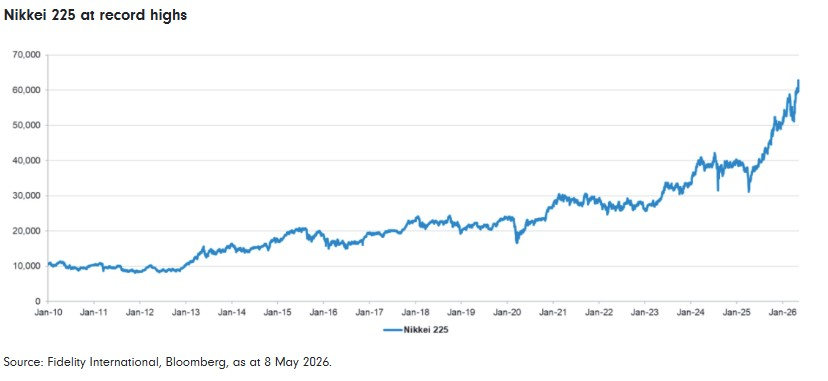 Nikkei 225 at record highs
70,000
60,000
50,000
40,000
30,000
20,000
10,000
0
Jan-10 Jan-11 Jan-12 Jan-13 Jan-14 Jan-15 Jan-16 Jan-17 Jan-18 Jan-19 Jan-20 Jan-21 Jan-22 Jan-23 Jan-24 Jan-25 Jan-26
Nikkei 225
Source: Fidelity International, Bloomberg, as at 8 May 2026.